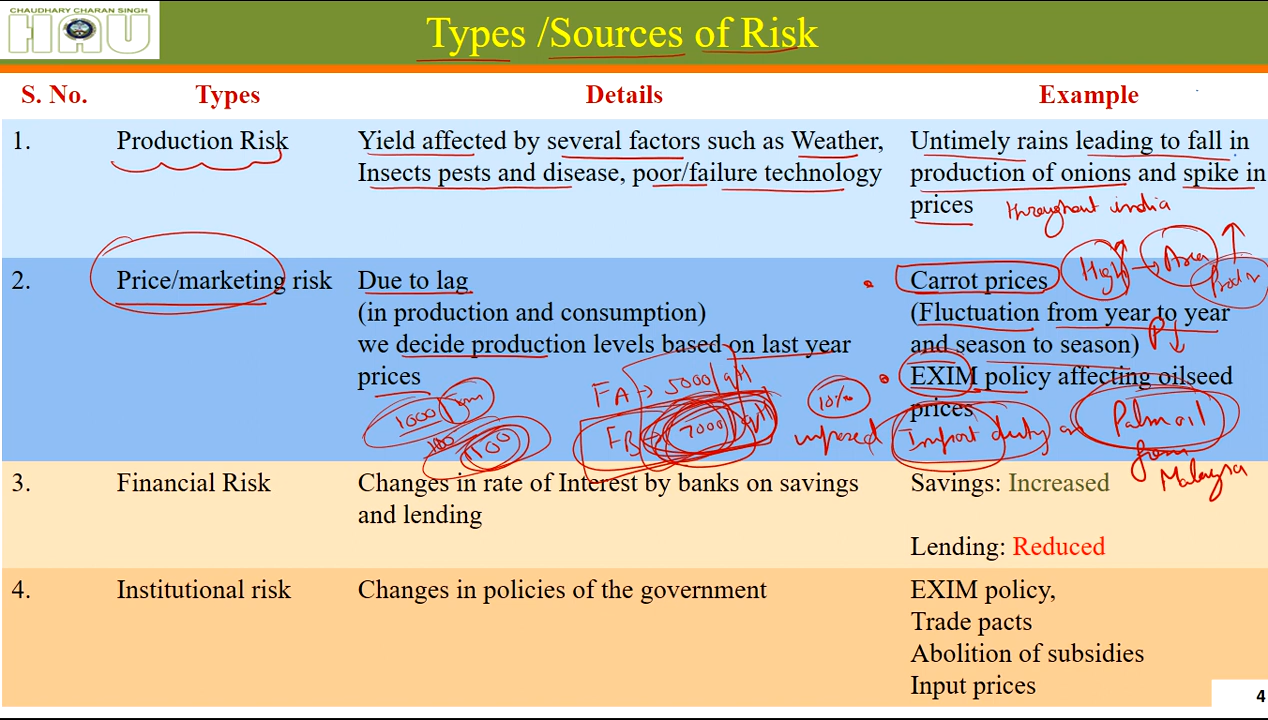 CHAUDHARY CHARAN SINGH
HAU
Types /Sources of Risk
S. No. Types Details Example
1. Production Risk Yield affected by several factors such as Weather, Untimely rains leading to fall in
Insects pests and disease, poor/failure technology production of onions and spike in
prices throughout india
2. Price/marketing risk Due to lag Carrot prices High Area
(in production and consumption) (Fluctuation from year to year
we decide production levels based on last year and season to season) P
prices FA 5000/qtl EXIM policy affecting oilseed
1000 FB 7000/qtl 10% prices
imposed Import duty on Palm oil
100
from
Malaysia
3. Financial Risk Changes in rate of Interest by banks on savings Savings: Increased
and lending
Lending: Reduced
4. Institutional risk Changes in policies of the government EXIM policy,
Trade pacts
Abolition of subsidies
Input prices
4